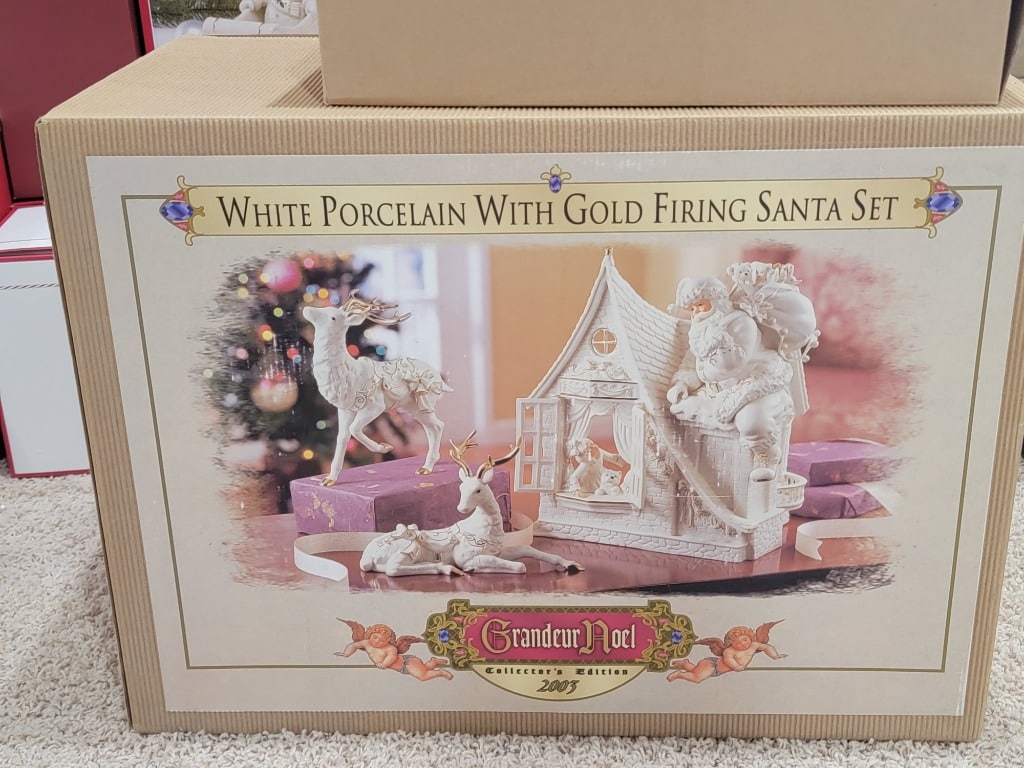 WHITE PORCELAIN WITH GOLD FIRING SANTA SET
Grandeur Noel
Collector's Edition
2003